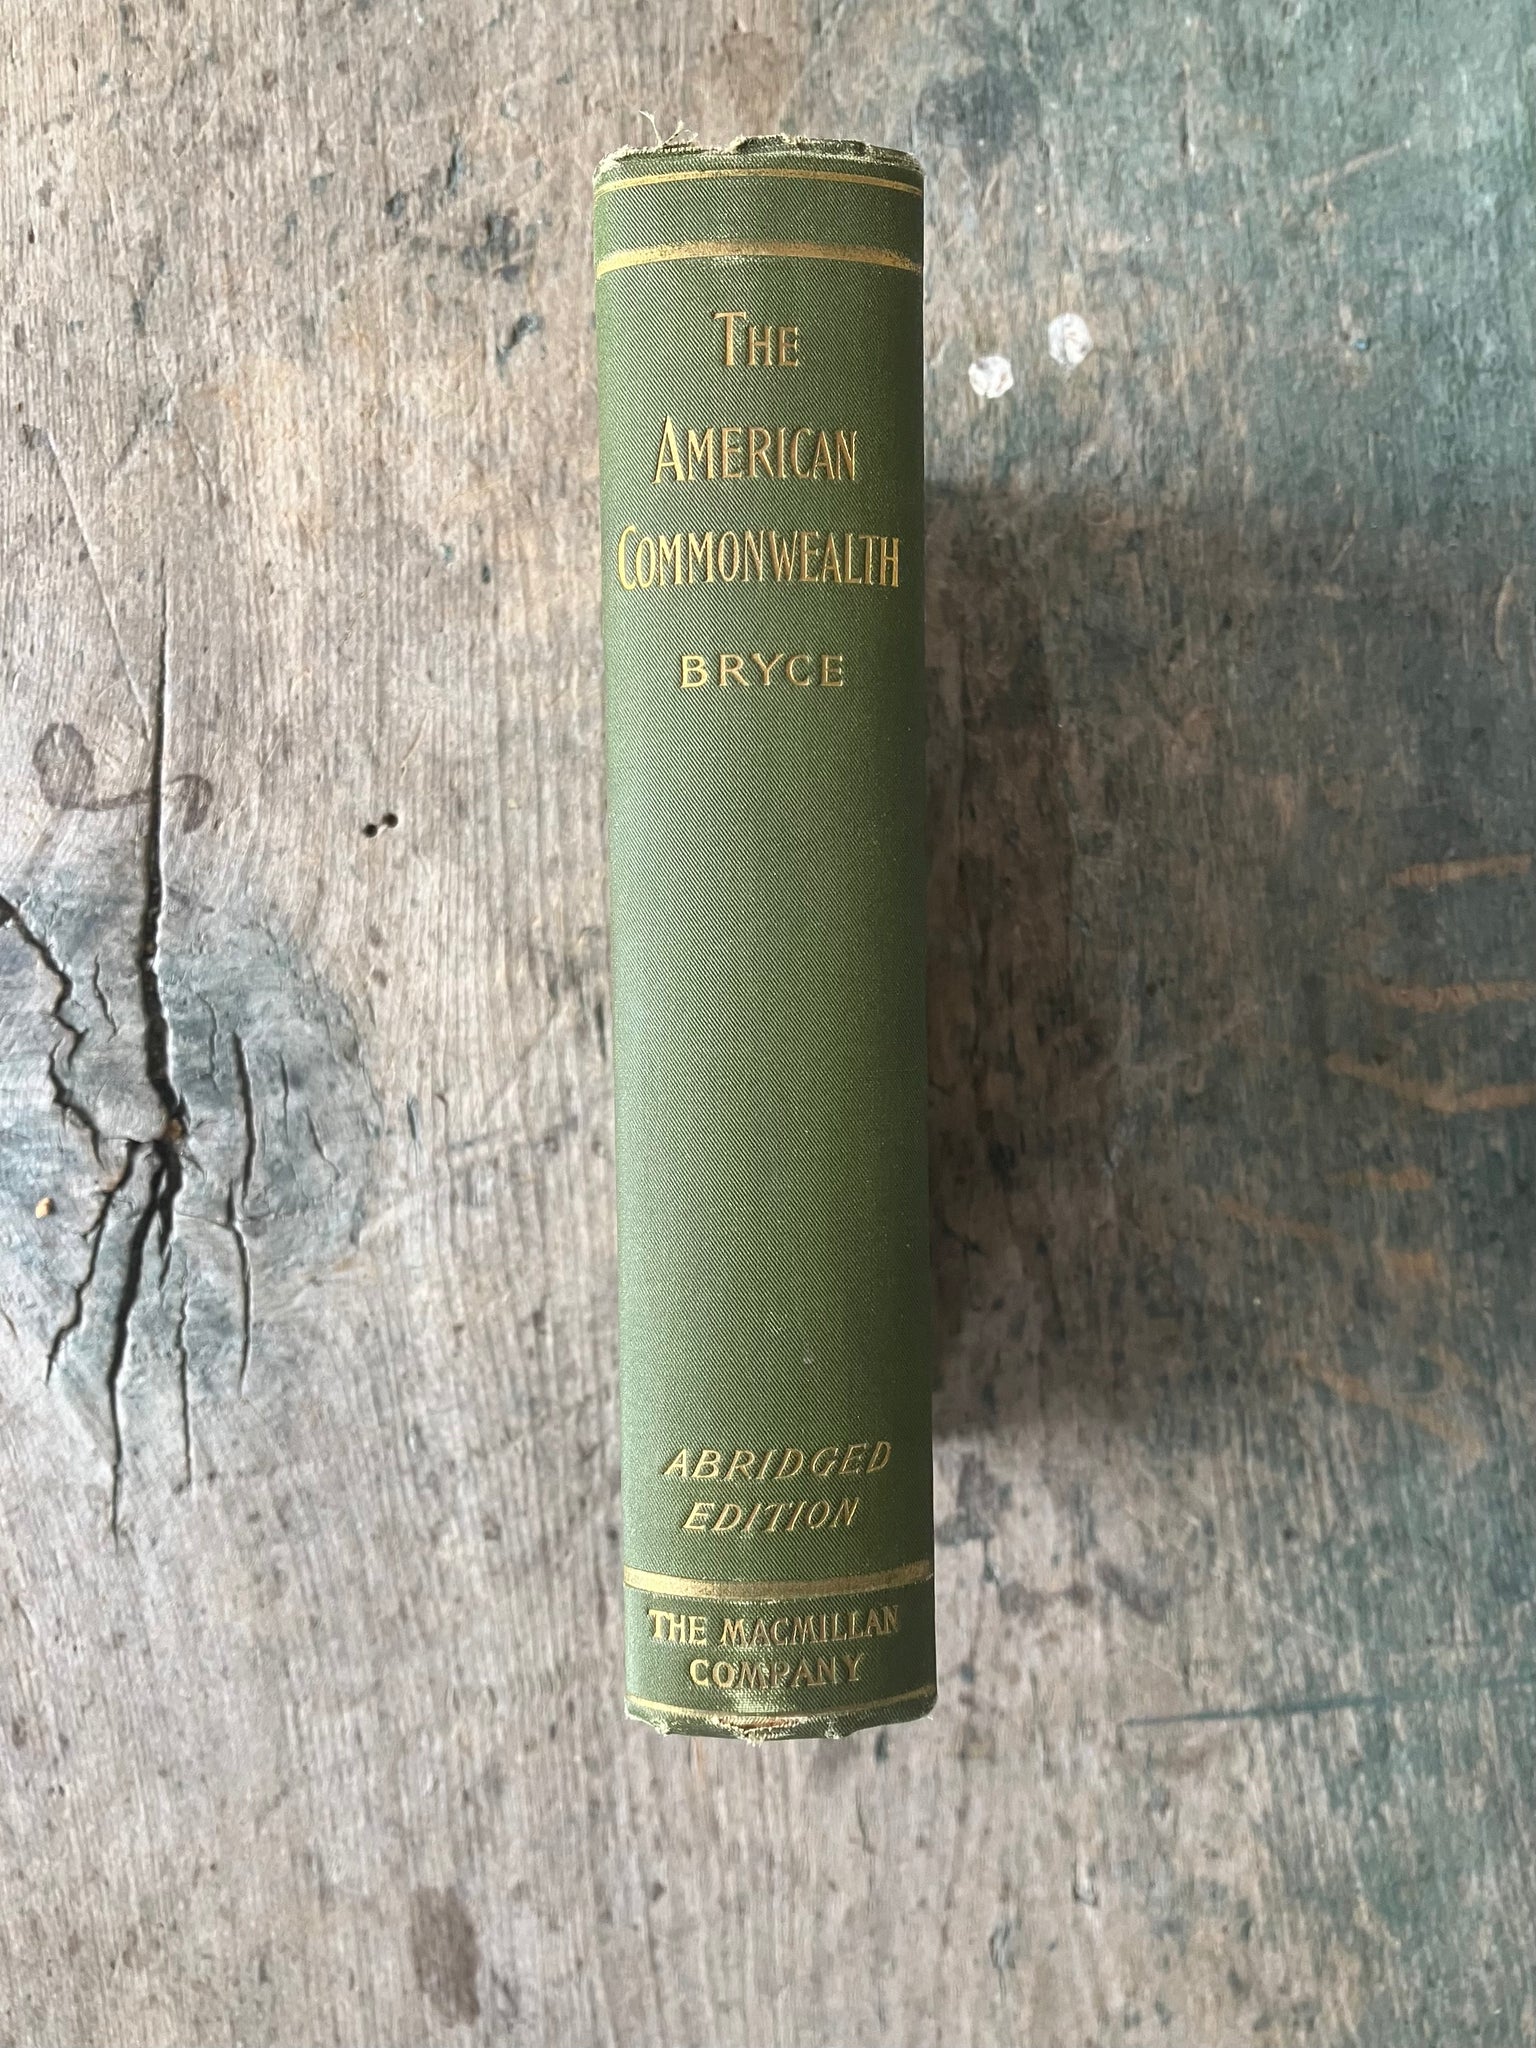 THE
AMERICAN
COMMONWEALTH
BRYCE
ABRIDGED
EDITION
THE MACMILLAN
COMPANY